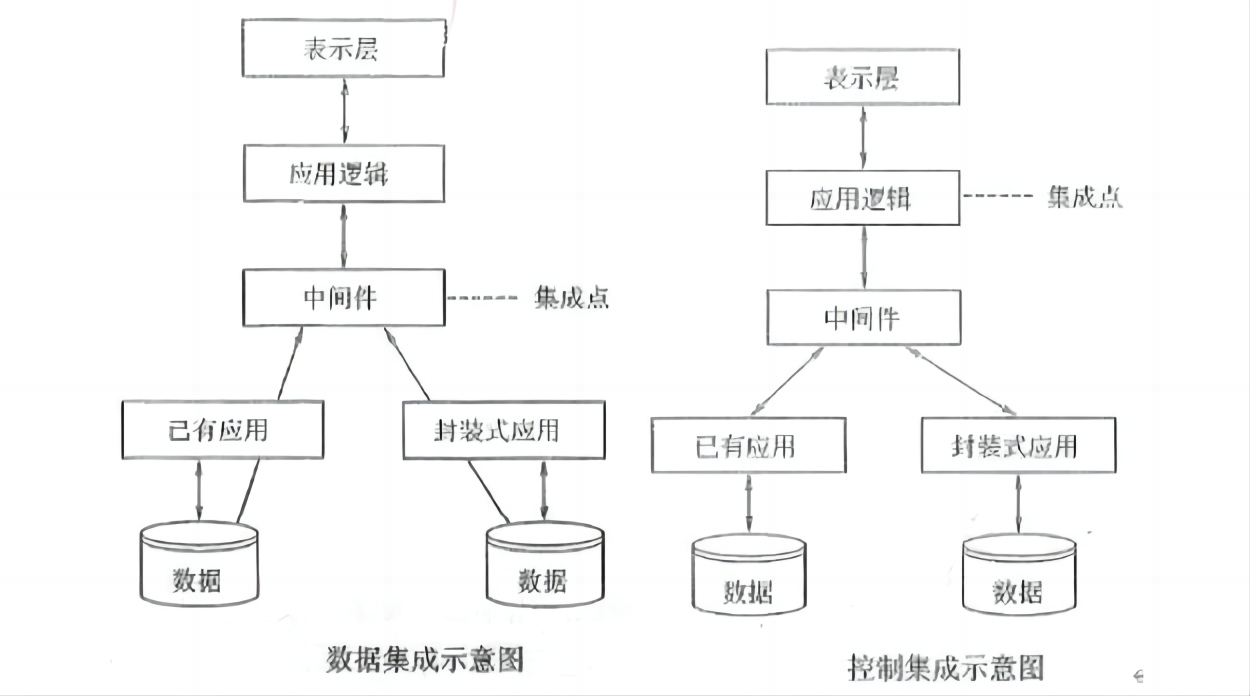 表示层
应用逻辑
中间件
集成点
已有应用
封装式应用
数据
数据
数据集成示意图
表示层
应用逻辑
集成点
中间件
已有应用
封装式应用
数据
数据
控制集成示意图